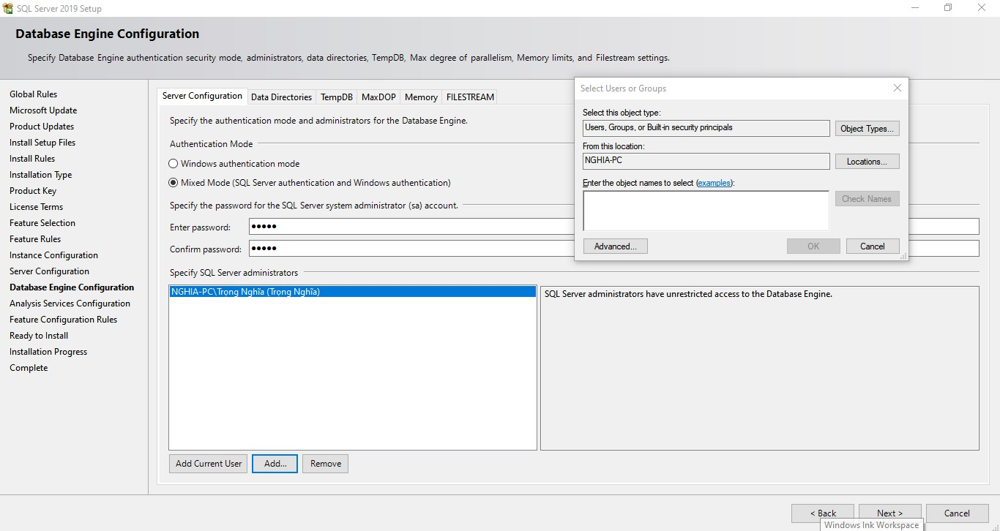 SQL Server 2019 Setup
Database Engine Configuration
Specify Database Engine authentication security mode, administrators, data directories, TempDB, Max degree of parallelism, Memory limits, and Filestream settings.
Global Rules
Microsoft Update
Product Updates
Install Setup Files
Install Rules
Installation Type
Product Key
License Terms
Feature Selection
Feature Rules
Instance Configuration
Server Configuration
Database Engine Configuration
Analysis Services Configuration
Feature Configuration Rules
Ready to Install
Installation Progress
Complete
Server Configuration Data Directories TempDB MaxDOP Memory FILESTREAM
Specify the authentication mode and administrators for the Database Engine.
Authentication Mode
Windows authentication mode
Mixed Mode (SQL Server authentication and Windows authentication)
Specify the password for the SQL Server system administrator (sa) account.
Enter password: ●●●●●
Confirm password: ●●●●●
Specify SQL Server administrators
NGHIA-PC\Trọng Nghĩa (Trọng Nghĩa)
SQL Server administrators have unrestricted access to the Database Engine.
Add Current User Add... Remove
Select Users or Groups
Select this object type:
Users, Groups, or Built-in security principals Object Types...
From this location:
NGHIA-PC Locations...
Enter the object names to select (examples):
Check Names
Advanced... OK Cancel
< Back Next > Cancel
Windows Ink Workspace